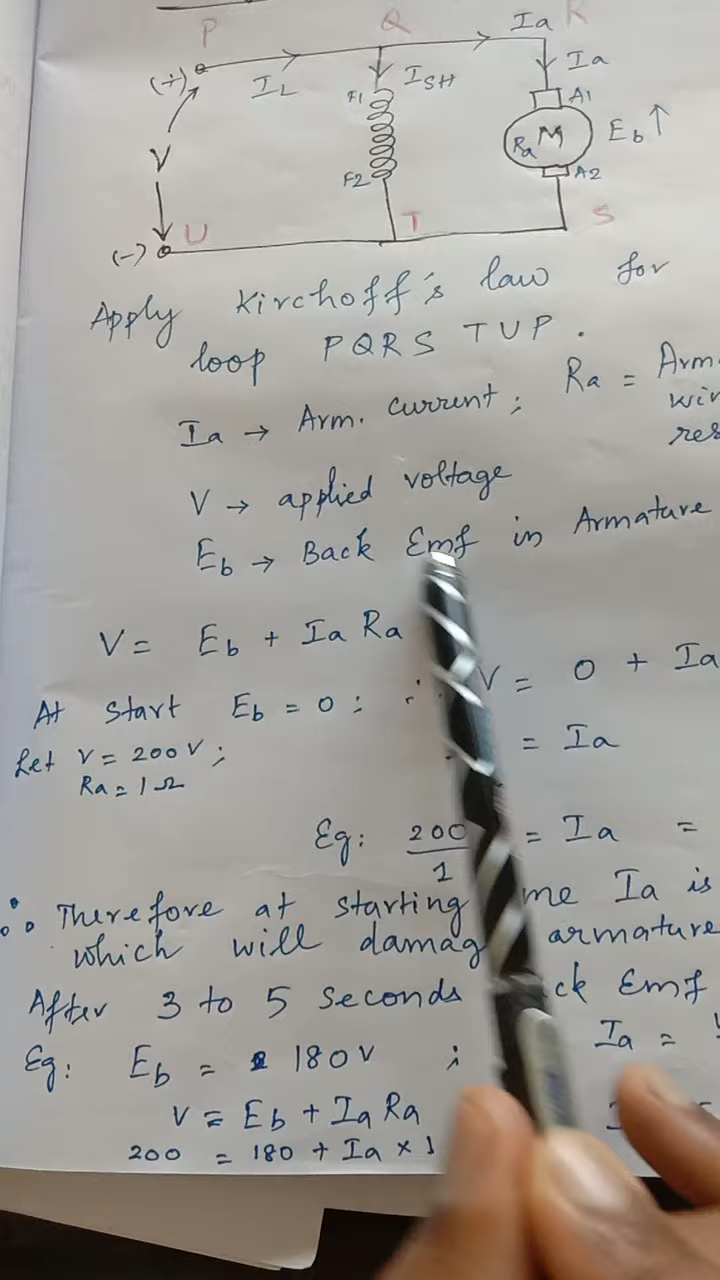 P Q Ia R
(+) IL ISH Ia
F1 A1
V Ra M Eb ↑
F2 A2
(-) U T S
Apply Kirchoff's law for
loop PQRS TUP.
Ia → Arm. current; Ra = Arm.
V → applied voltage
Eb → Back Emf in Armature
V = Eb + Ia Ra
At start Eb = 0; ∴ V = 0 + Ia
Let V = 200V; = Ia
Ra = 1Ω
Eg: 200/1 = Ia =
∴ Therefore at starting Ia is
which will armature
After 3 to 5 seconds Emf
Eg: Eb = 180V ; Ia =
V = Eb + Ia Ra
200 = 180 + Ia × 1